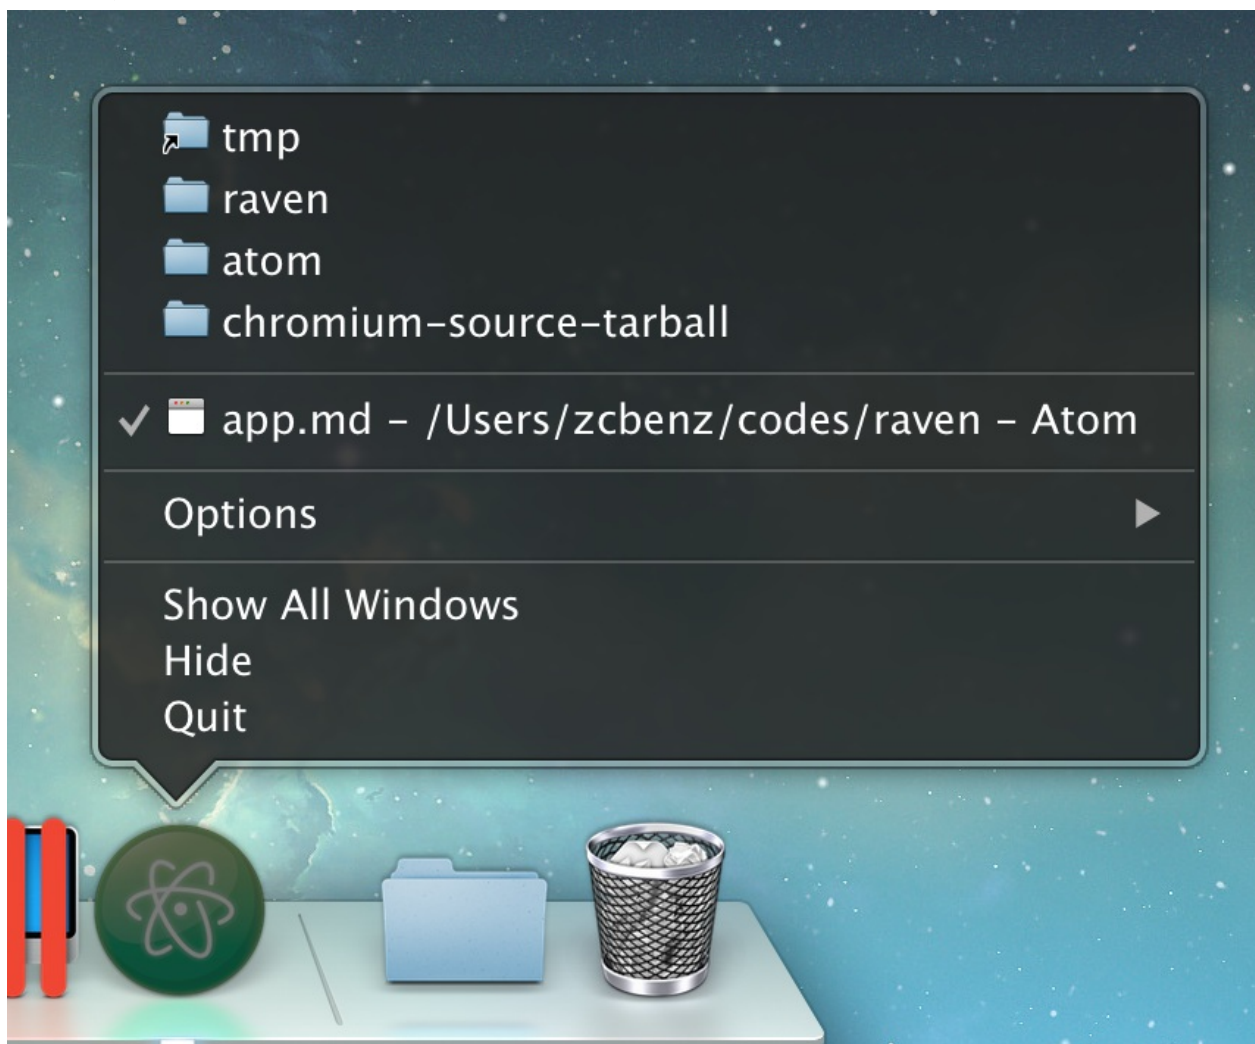 tmp
raven
atom
chromium-source-tarball
app.md – /Users/zcbenz/codes/raven – Atom
Options
Show All Windows
Hide
Quit